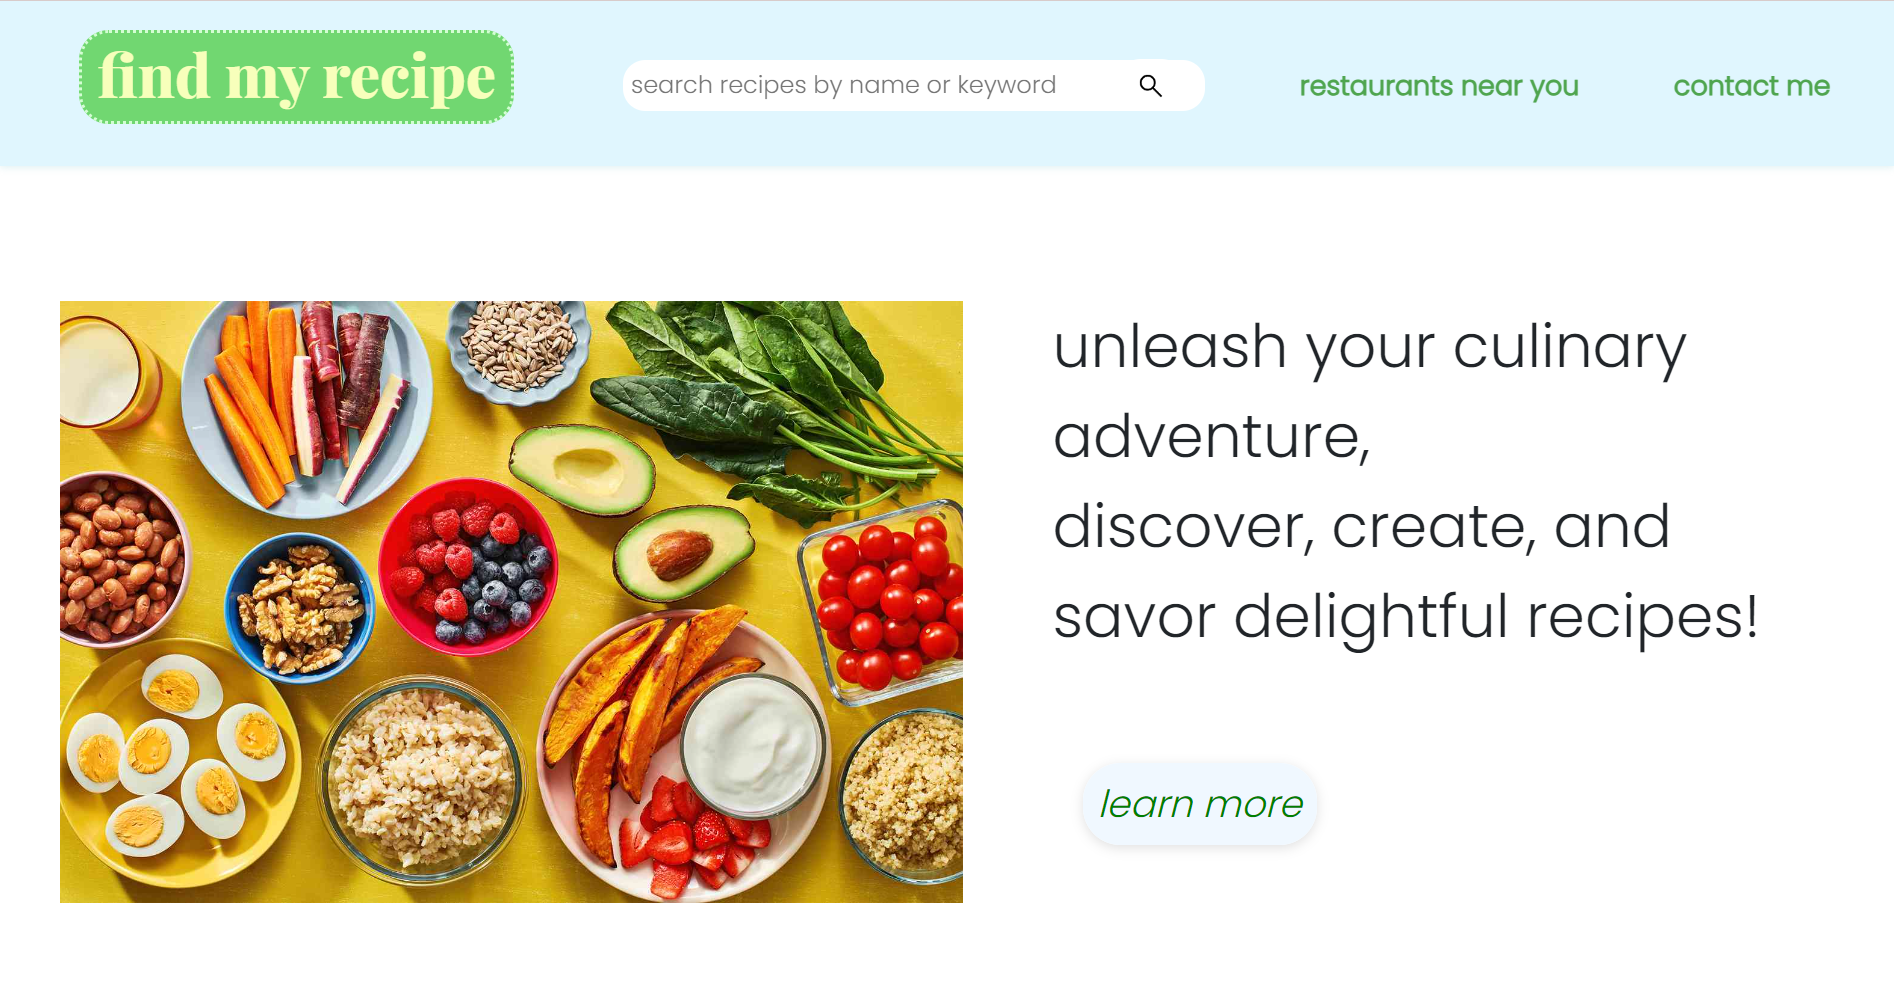 find my recipe
search recipes by name or keyword
restaurants near you
contact me
unleash your culinary
adventure,
discover, create, and
savor delightful recipes!
learn more